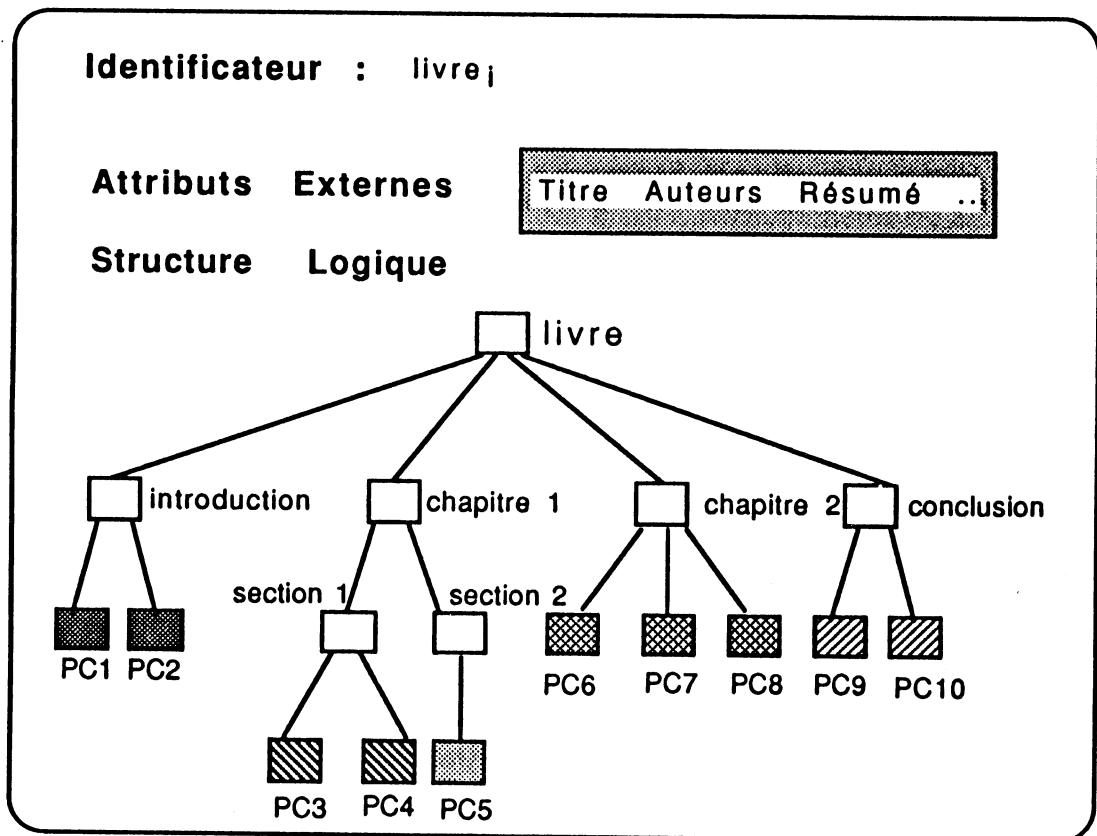 Identificateur : livre i
Attributs Externes
Titre Auteurs Résumé ..
Structure Logique
livre
introduction
chapitre 1
chapitre 2
conclusion
section 1
section 2
PC1 PC2
PC6 PC7 PC8 PC9 PC10
PC3 PC4 PC5